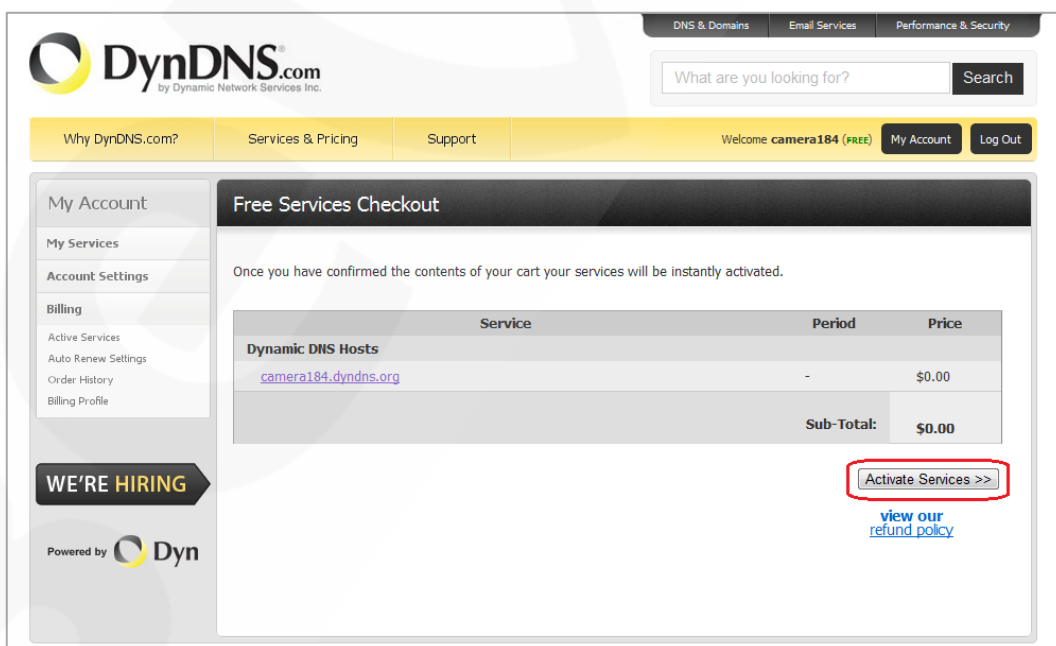 DNS & Domains Email Services Performance & Security
DynDNS.com
by Dynamic Network Services Inc.
What are you looking for? Search
Why DynDNS.com? Services & Pricing Support Welcome camera184 (FREE) My Account Log Out
My Account
My Services
Account Settings
Billing
Active Services
Auto Renew Settings
Order History
Billing Profile
WE'RE HIRING
Powered by Dyn
Free Services Checkout
Once you have confirmed the contents of your cart your services will be instantly activated.
Service Period Price
Dynamic DNS Hosts
camera184.dyndns.org - $0.00
Sub-Total: $0.00
Activate Services >>
view our
refund policy